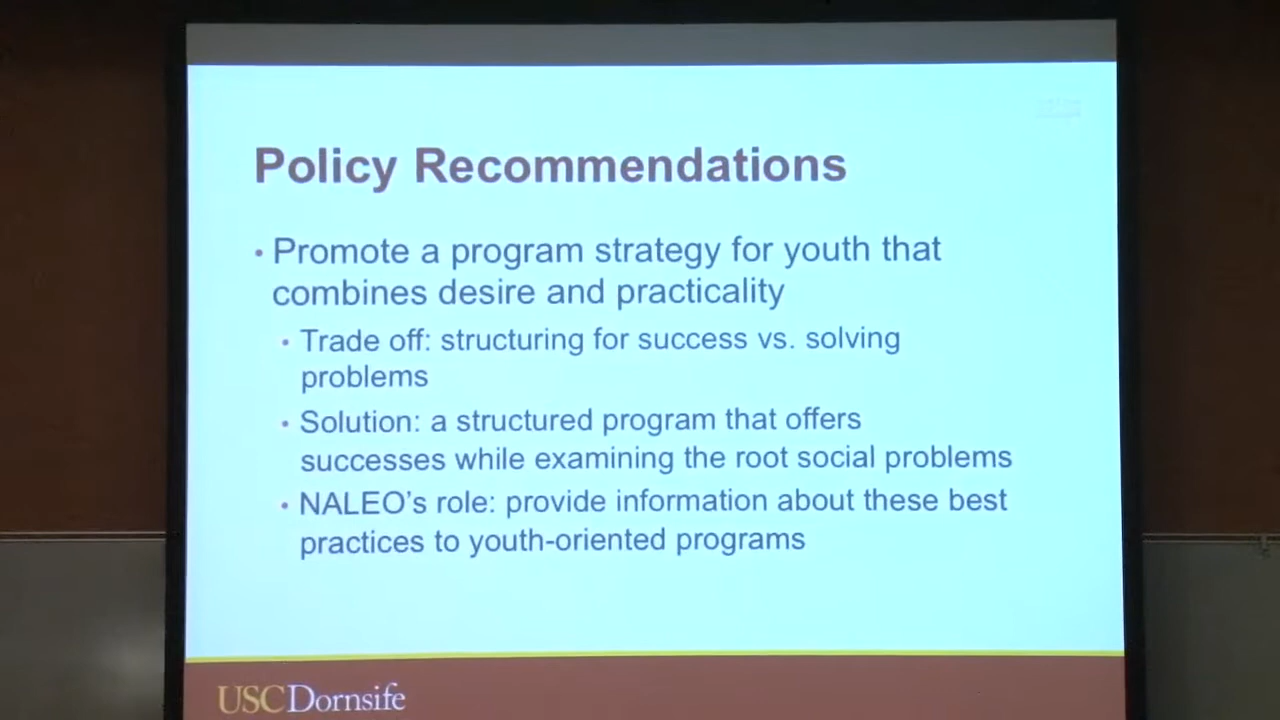 Policy Recommendations
• Promote a program strategy for youth that
combines desire and practicality
• Trade off: structuring for success vs. solving
problems
• Solution: a structured program that offers
successes while examining the root social problems
• NALEO's role: provide information about these best
practices to youth-oriented programs
USCDornsife